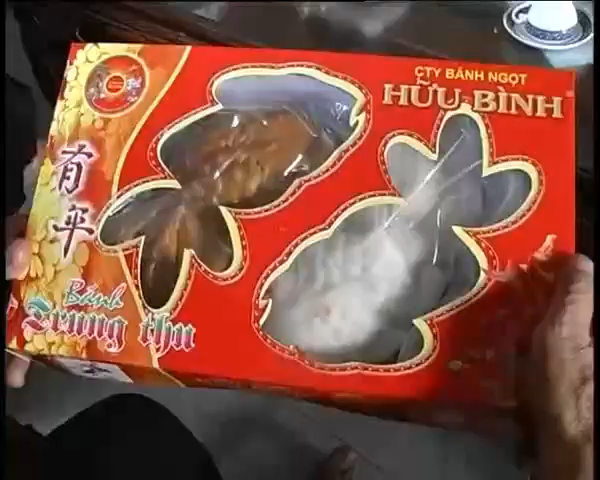 CTY BÁNH NGỌT
HỮU BÌNH
有
平
Bánh
Trung thu